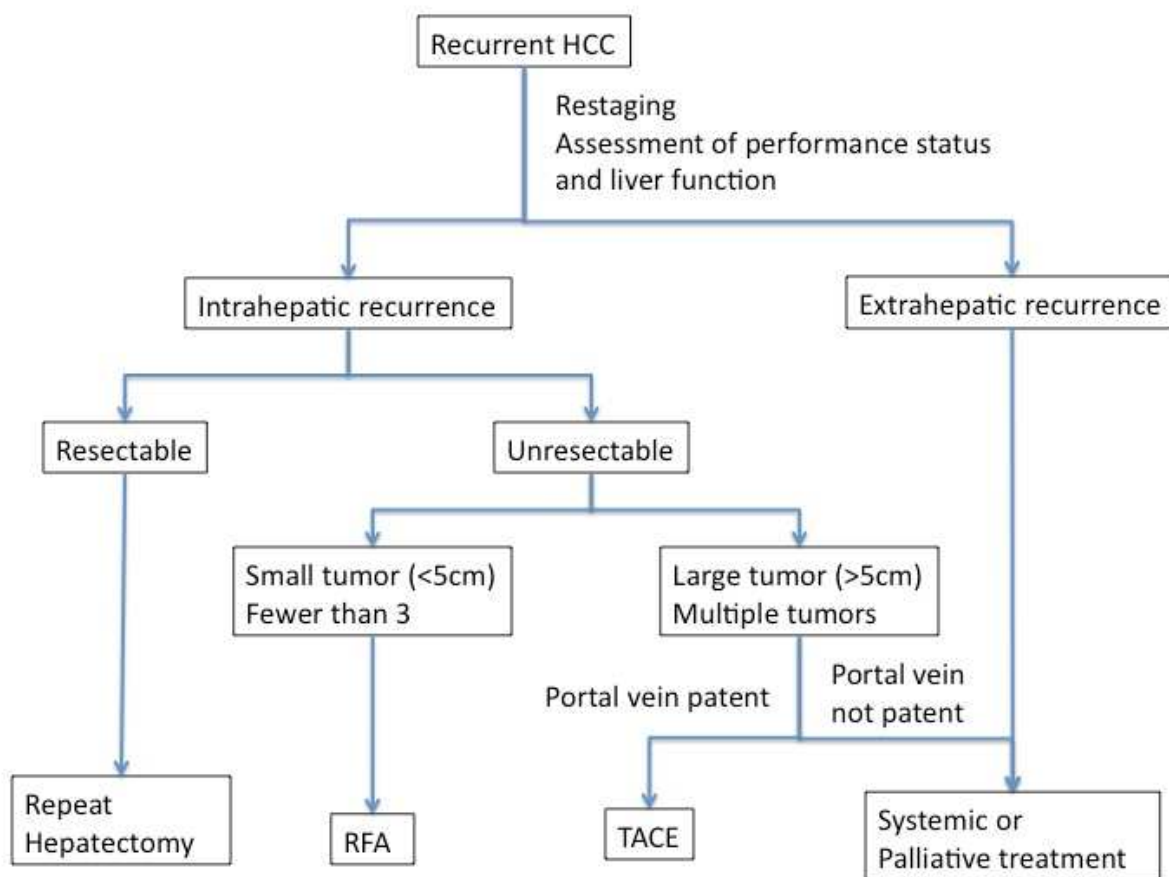 Recurrent HCC
Restaging
Assessment of performance status
and liver function
Intrahepatic recurrence
Extrahepatic recurrence
Resectable
Unresectable
Small tumor (<5cm)
Fewer than 3
Large tumor (>5cm)
Multiple tumors
Portal vein patent
Portal vein
not patent
Repeat
Hepatectomy
RFA
TACE
Systemic or
Palliative treatment